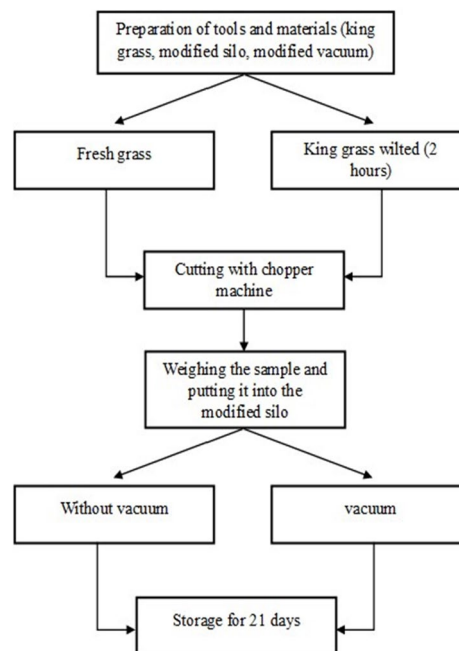 Preparation of tools and materials (king
grass, modified silo, modified vacuum)
Fresh grass
King grass wilted (2
hours)
Cutting with chopper
machine
Weighing the sample and
putting it into the
modified silo
Without vacuum
vacuum
Storage for 21 days